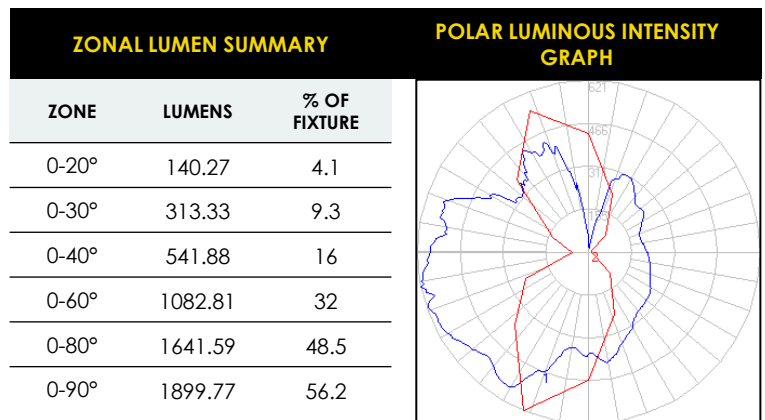 ZONAL LUMEN SUMMARY
POLAR LUMINOUS INTENSITY
GRAPH
ZONE LUMENS % OF
FIXTURE
0-20° 140.27 4.1
0-30° 313.33 9.3
0-40° 541.88 16
0-60° 1082.81 32
0-80° 1641.59 48.5
0-90° 1899.77 56.2
621
466
2
1